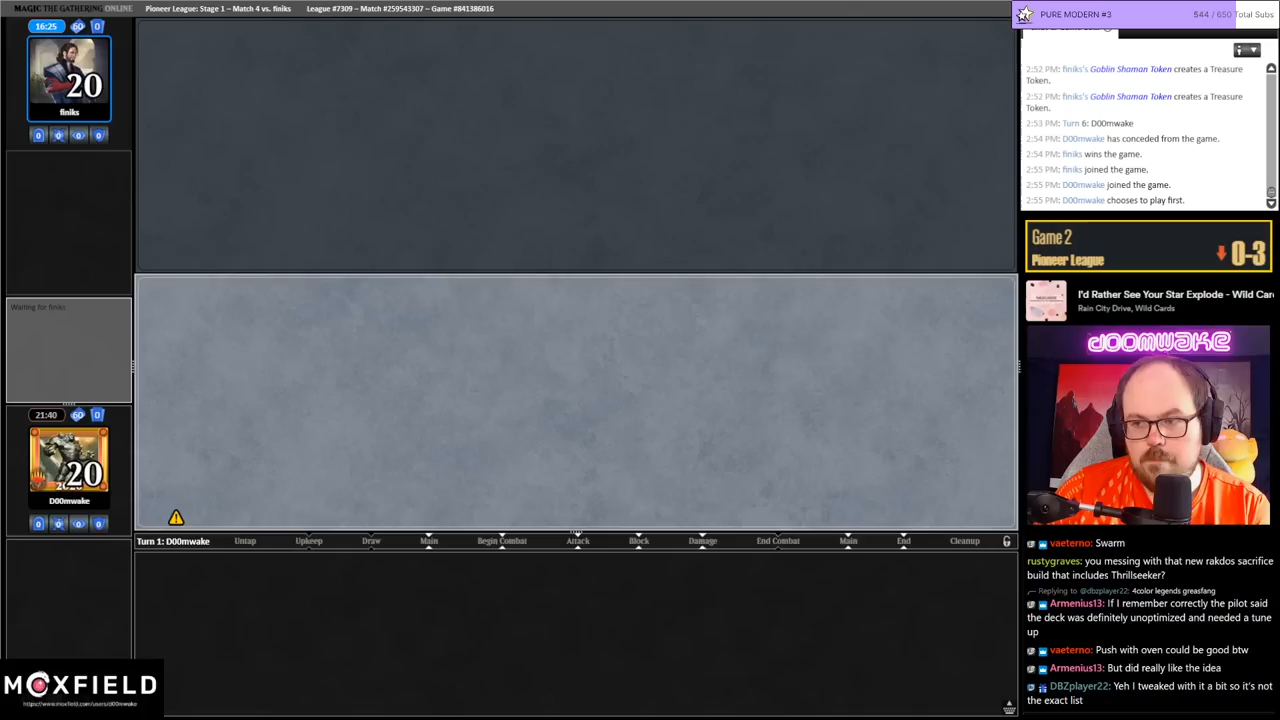 MAGIC THE GATHERING ONLINE
Pioneer League: Stage 1 – Match 4 vs. finiks
League #7309 – Match #259543307 – Game #841386016
PURE MODERN #3
544 / 650 Total Subs
16:25
60
0
20
finiks
0 0 0 0
2:52 PM: finiks's Goblin Shaman Token creates a Treasure
Token.
2:52 PM: finiks's Goblin Shaman Token creates a Treasure
Token.
2:53 PM: Turn 6: D00mwake
2:54 PM: D00mwake has conceded from the game.
2:54 PM: finiks wins the game.
2:55 PM: finiks joined the game.
2:55 PM: D00mwake joined the game.
2:55 PM: D00mwake chooses to play first.
Game 2
Pioneer League
0-3
I'd Rather See Your Star Explode - Wild Car
Rain City Drive, Wild Cards
Waiting for finiks
21:40
60
0
20
D00mwake
0 0 0 0
doomwake
Turn 1: D00mwake
Untap
Upkeep
Draw
Main
Begin Combat
Attack
Block
Damage
End Combat
Main
End
Cleanup
vaeterno: Swarm
rustygraves: you messing with that new rakdos sacrifice
build that includes Thrillseeker?
Replying to @dbzplayer22: 4color legends greasfang
Armenius13: If I remember correctly the pilot said
the deck was definitely unoptimized and needed a tune
up
vaeterno: Push with oven could be good btw
Armenius13: But did really like the idea
DBZplayer22: Yeh I tweaked with it a bit so it's not
the exact list
MOXFIELD
https://www.moxfield.com/users/d00mwake